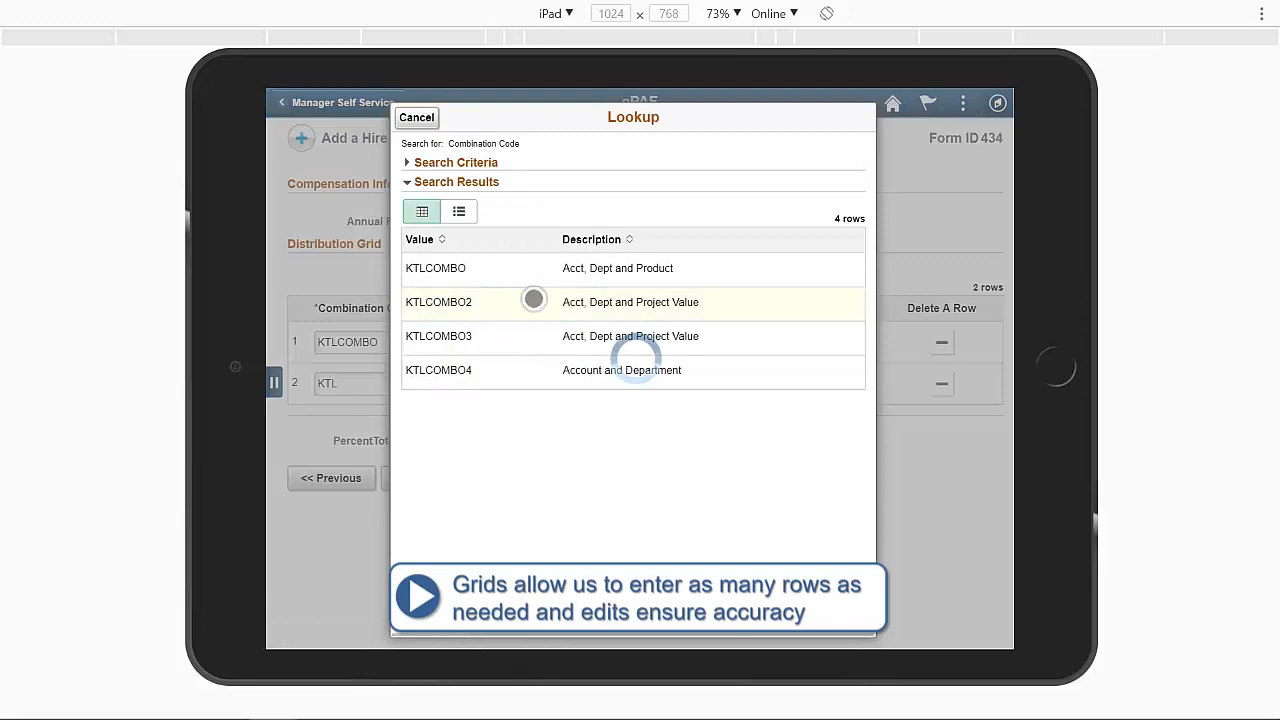 iPad 1024 x 768 73% Online
Manager Self Servic
ePAF
Add a Hire
Form ID 434
Compensation Info
Annual
Distribution Grid
2 rows
*Combination
Delete A Row
1 KTLCOMBO
2 KTL
PercentTot
<< Previous
Cancel
Lookup
Search for: Combination Code
Search Criteria
Search Results
4 rows
Value Description
KTLCOMBO Acct, Dept and Product
KTLCOMBO2 Acct, Dept and Project Value
KTLCOMBO3 Acct, Dept and Project Value
KTLCOMBO4 Account and Department
Grids allow us to enter as many rows as
needed and edits ensure accuracy